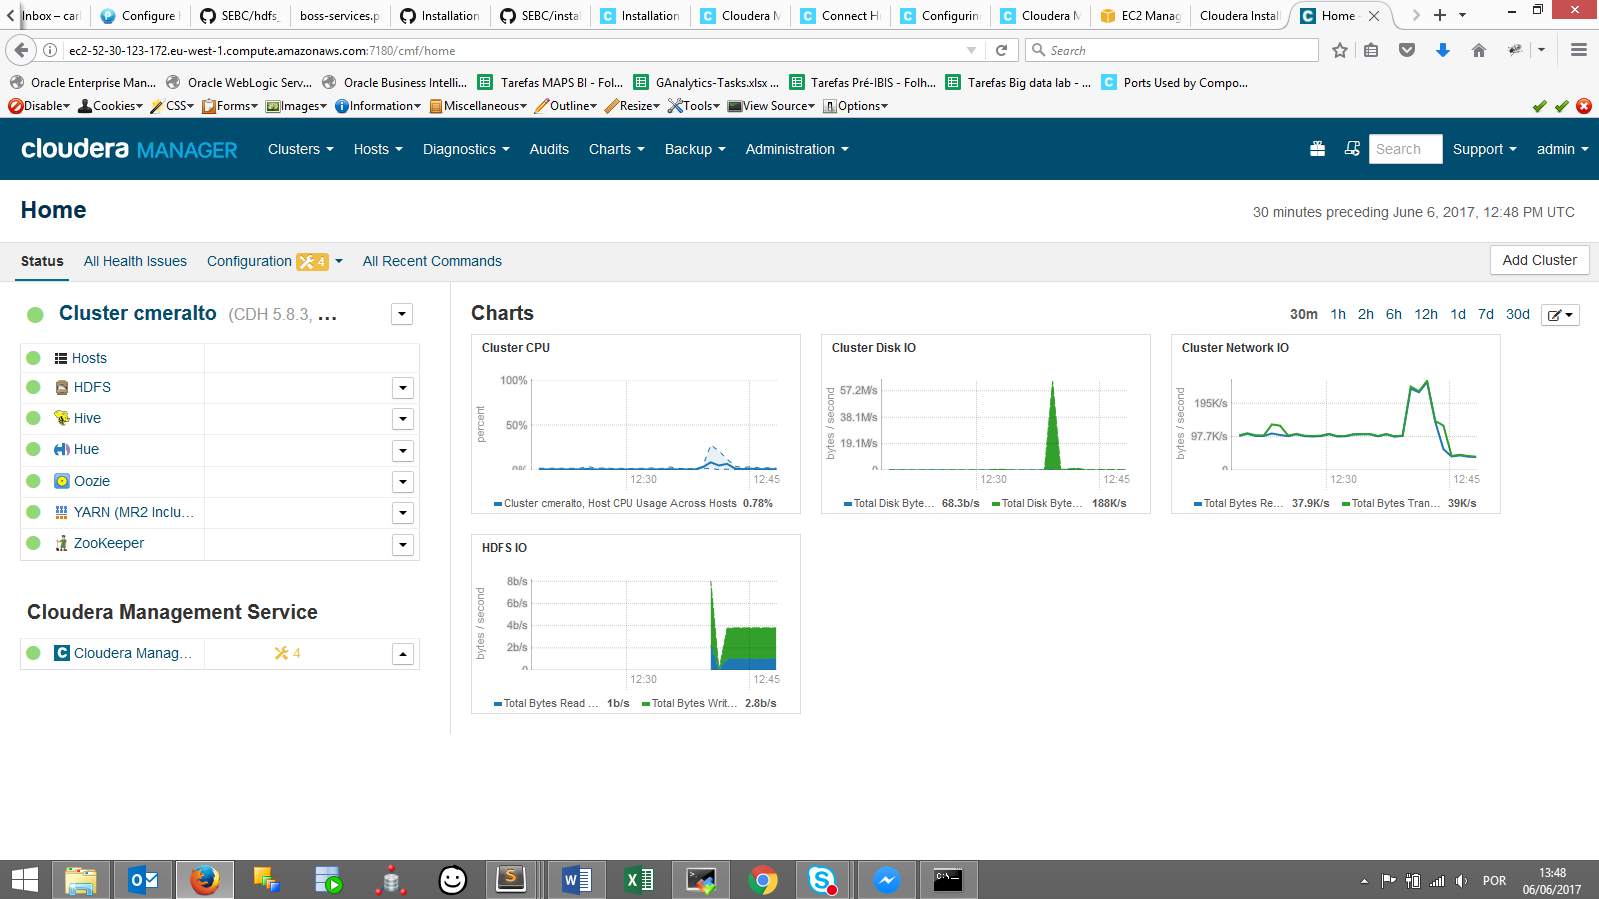 Inbox – car
Configure
SEBC/hdfs_
boss-services.p
Installation
SEBC/instal
Installation
Cloudera M
Connect H
Configuring
Cloudera M
EC2 Manag
Cloudera Install
Home -
ec2-52-30-123-172.eu-west-1.compute.amazonaws.com:7180/cmf/home
Search
Oracle Enterprise Man...
Oracle WebLogic Serv...
Oracle Business Intelli...
Tarefas MAPS BI - Fol...
GAnalytics-Tasks.xlsx ...
Tarefas Pré-IBIS - Folh...
Tarefas Big data lab - ...
Ports Used by Compo...
Disable
Cookies
CSS
Forms
Images
Information
Miscellaneous
Outline
Resize
Tools
View Source
Options
cloudera MANAGER
Clusters
Hosts
Diagnostics
Audits
Charts
Backup
Administration
Search
Support
admin
Home
30 minutes preceding June 6, 2017, 12:48 PM UTC
Status
All Health Issues
Configuration 4
All Recent Commands
Add Cluster
Cluster cmeralto (CDH 5.8.3, ...
Hosts
HDFS
Hive
Hue
Oozie
YARN (MR2 Inclu...
ZooKeeper
Cloudera Management Service
Cloudera Manag...
4
Charts
30m 1h 2h 6h 12h 1d 7d 30d
Cluster CPU
percent
100%
50%
0%
12:30
12:45
Cluster cmeralto, Host CPU Usage Across Hosts 0.78%
Cluster Disk IO
bytes / second
57.2M/s
38.1M/s
19.1M/s
0
12:30
12:45
Total Disk Byte... 68.3b/s
Total Disk Byte... 188K/s
Cluster Network IO
bytes / second
195K/s
97.7K/s
0
12:30
12:45
Total Bytes Re... 37.9K/s
Total Bytes Tran... 39K/s
HDFS IO
bytes / second
8b/s
6b/s
4b/s
2b/s
0
12:30
12:45
Total Bytes Read ... 1b/s
Total Bytes Writ... 2.8b/s
POR
13:48
06/06/2017